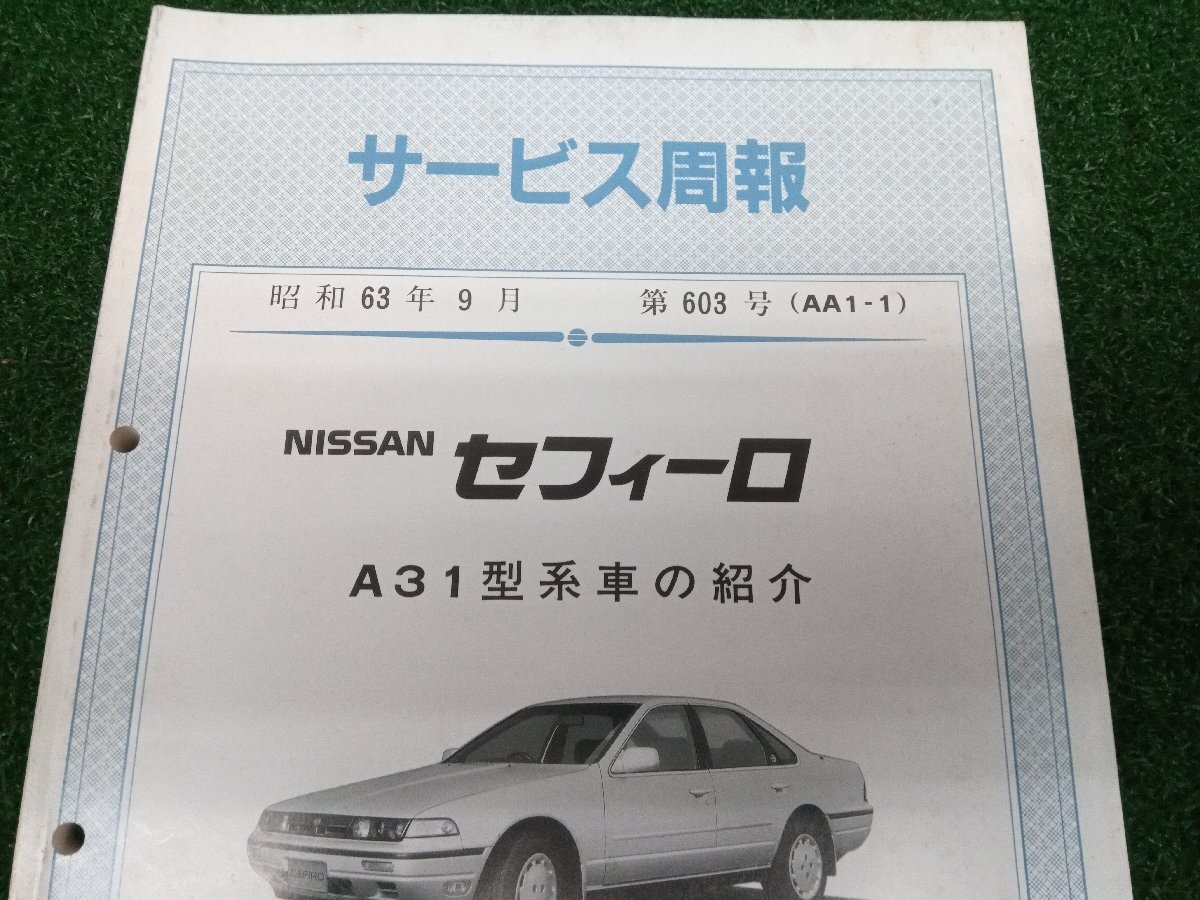 サービス周報
昭和63年9月 第603号(AA1-1)
NISSAN セフィーロ
A31型系車の紹介
CEFIRO